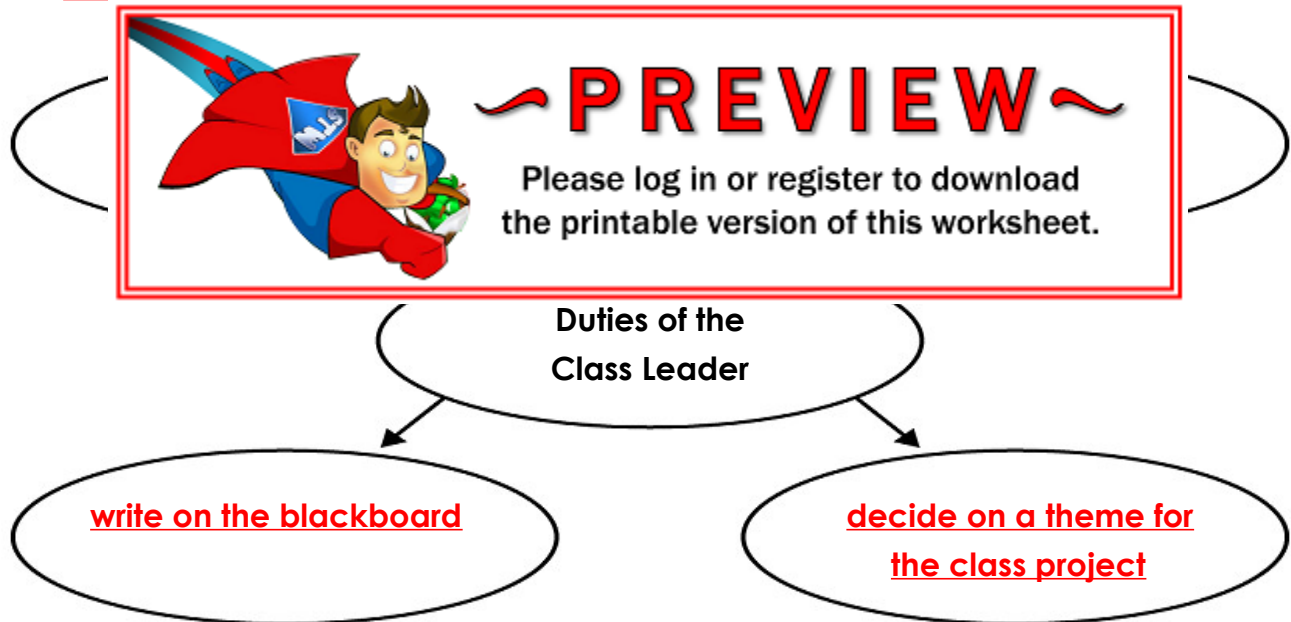 ~PREVIEW~
Please log in or register to download
the printable version of this worksheet.
Duties of the
Class Leader
write on the blackboard
decide on a theme for
the class project